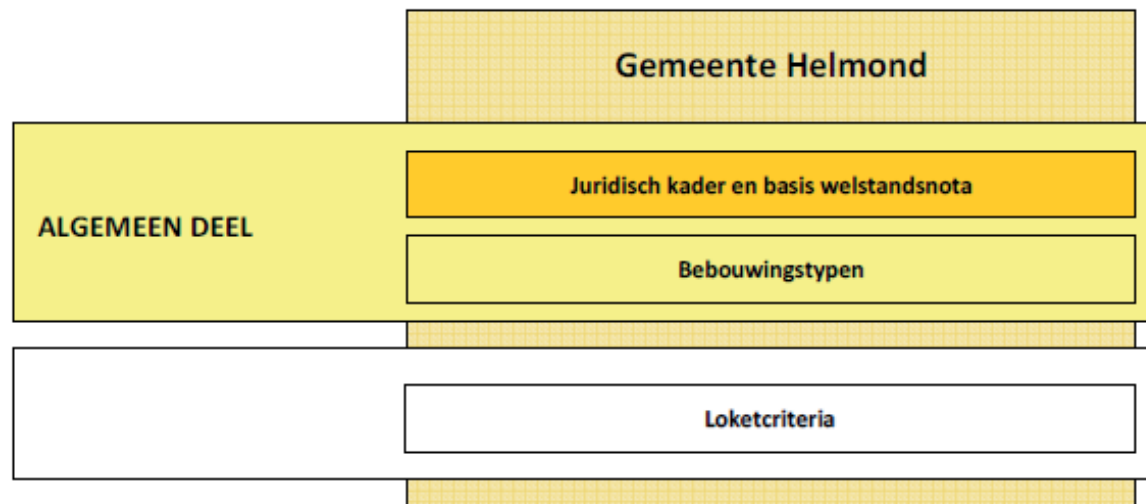 Gemeente Helmond
Juridisch kader en basis welstandsnota
ALGEMEEN DEEL
Bebouwingstypen
Loketcriteria